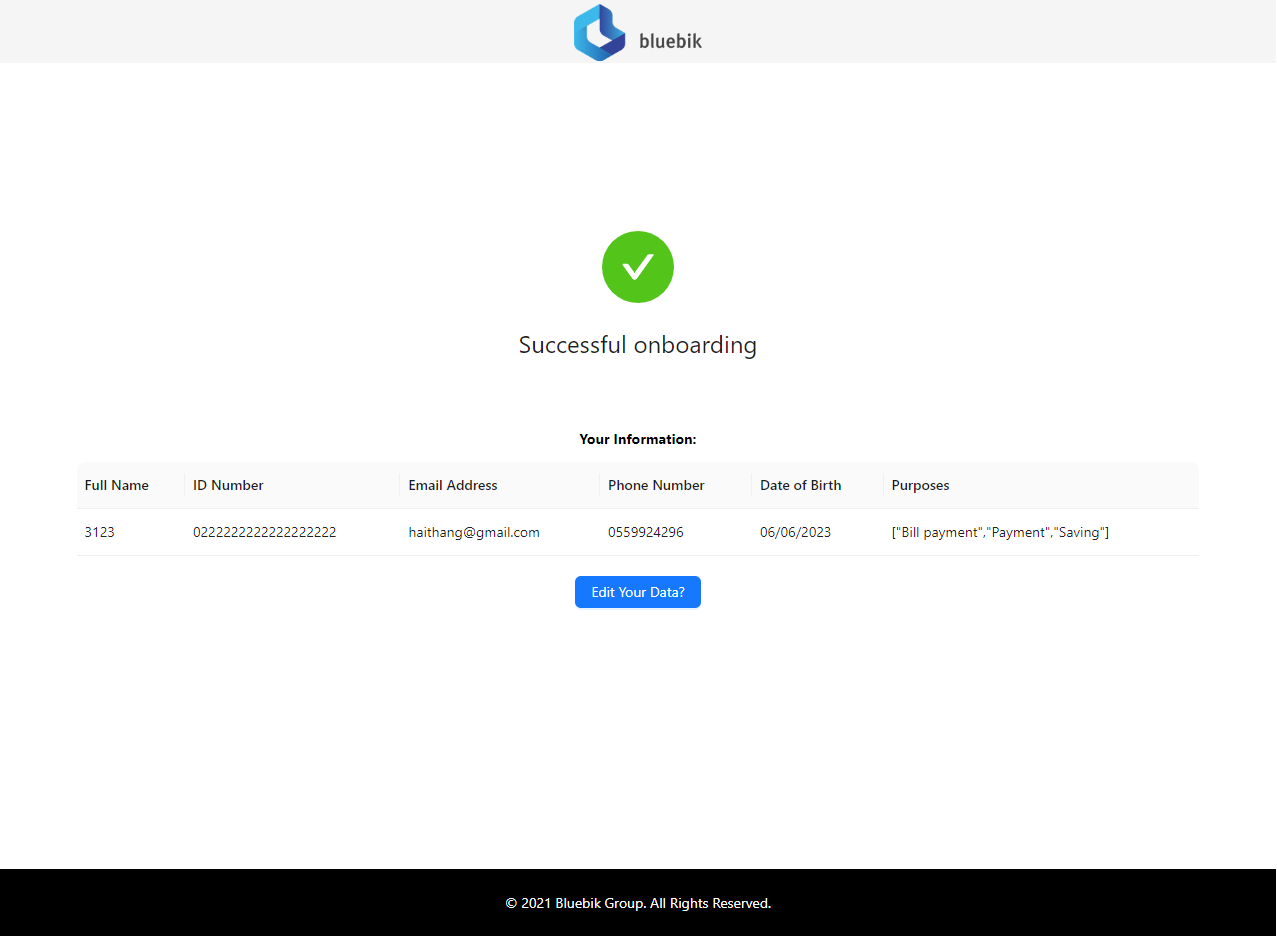 bluebik
Successful onboarding
Your Information:
Full Name ID Number Email Address Phone Number Date of Birth Purposes
3123 0222222222222222222 haithang@gmail.com 0559924296 06/06/2023 ["Bill payment","Payment","Saving"]
Edit Your Data?
© 2021 Bluebik Group. All Rights Reserved.